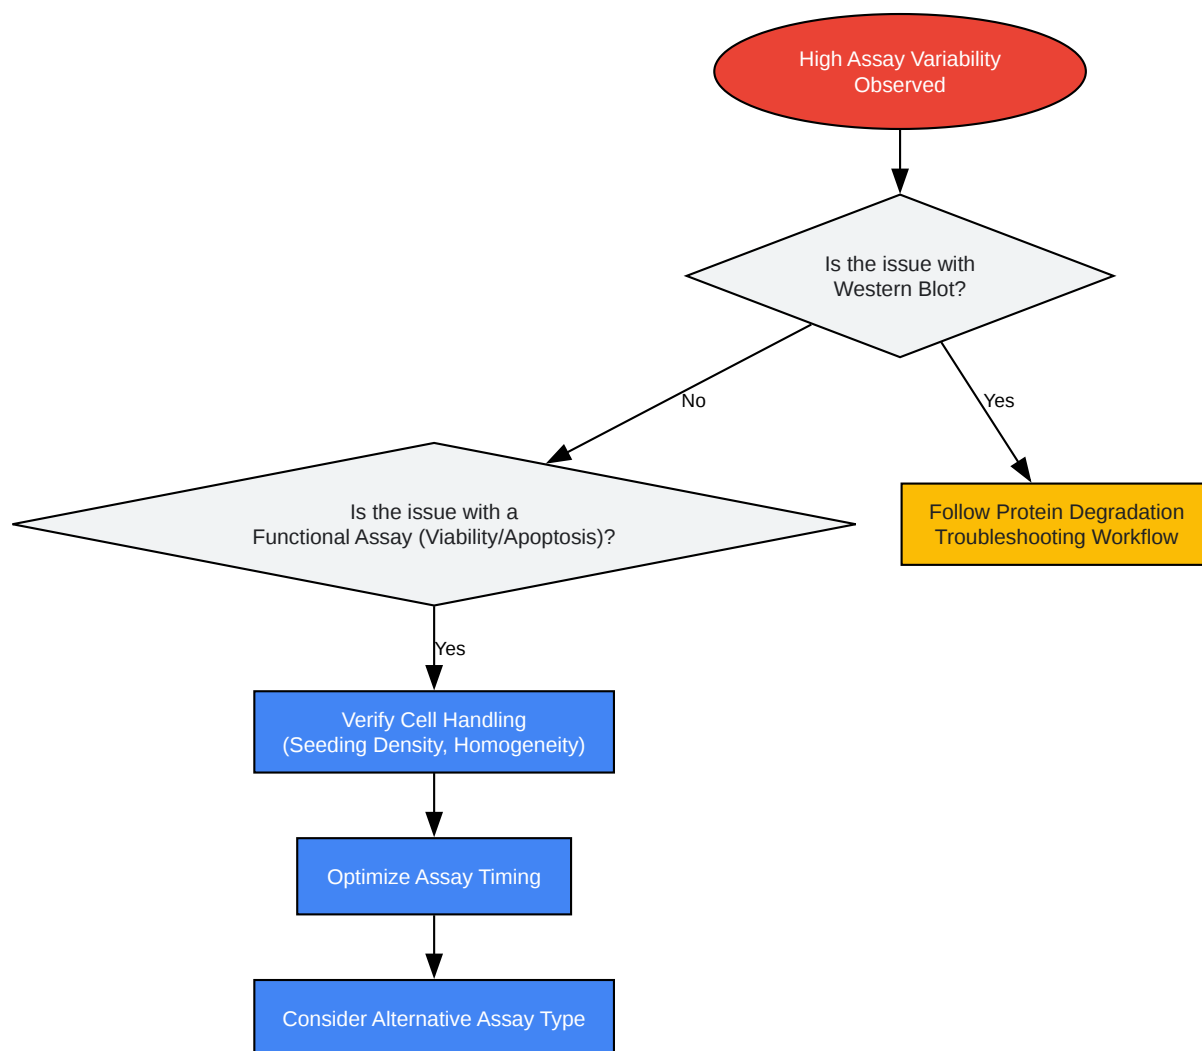 High Assay Variability
Observed
Is the issue with
Western Blot?
No
Yes
Is the issue with a
Functional Assay (Viability/Apoptosis)?
Follow Protein Degradation
Troubleshooting Workflow
Yes
Verify Cell Handling
(Seeding Density, Homogeneity)
Optimize Assay Timing
Consider Alternative Assay Type